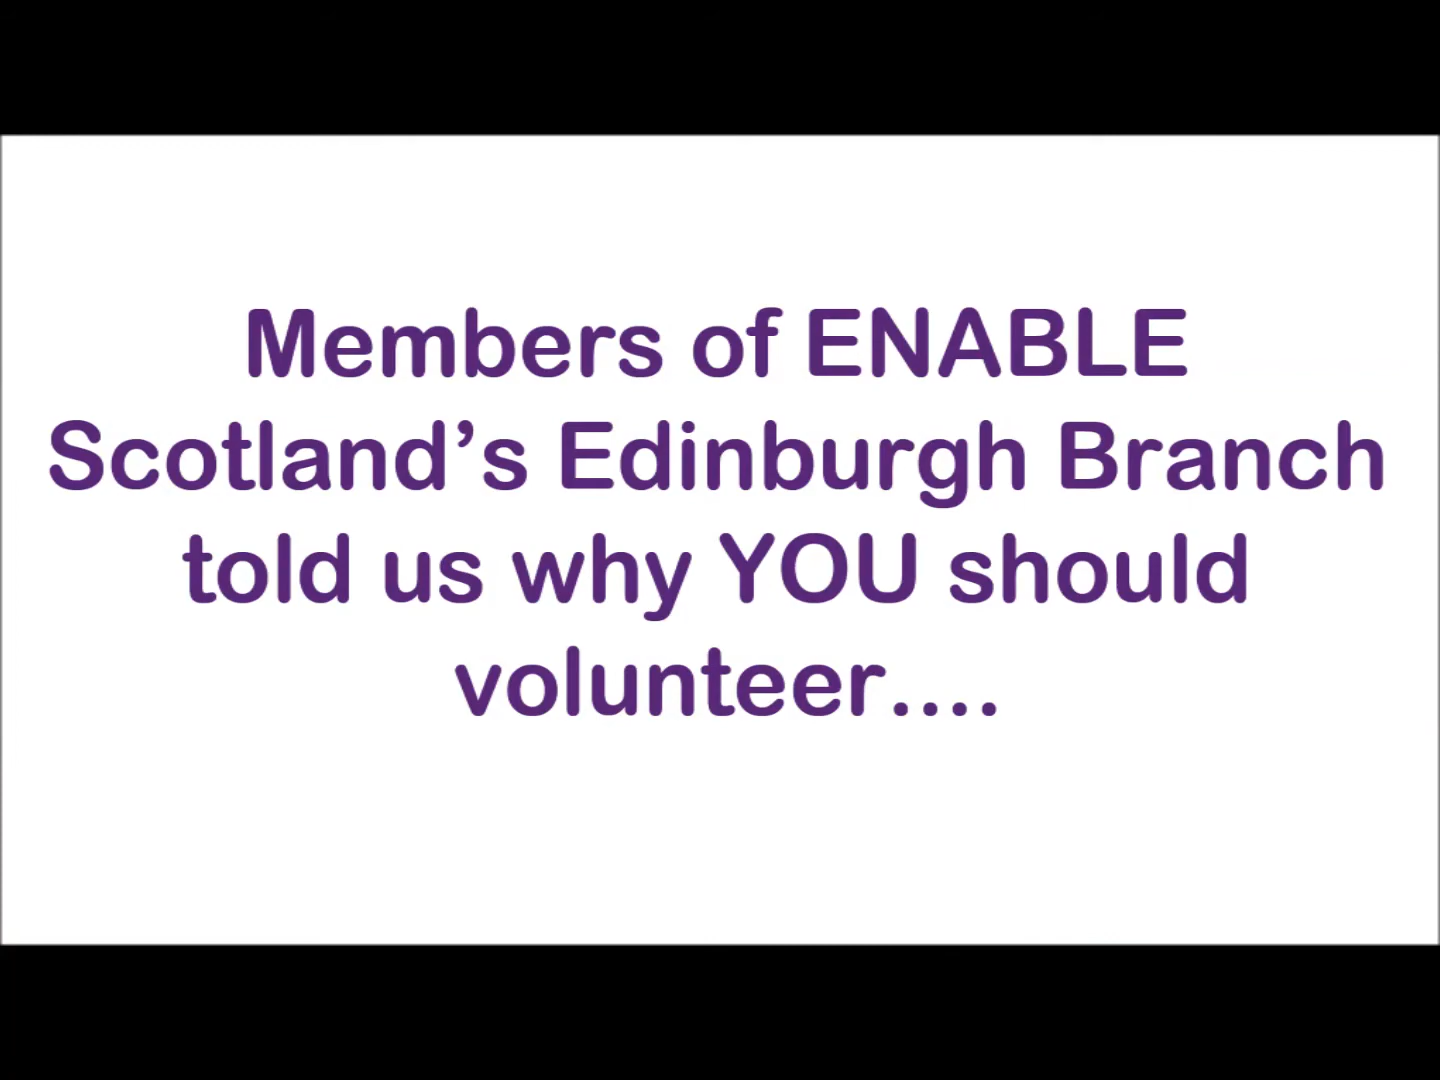 Members of ENABLE
Scotland’s Edinburgh Branch
told us why YOU should
volunteer....